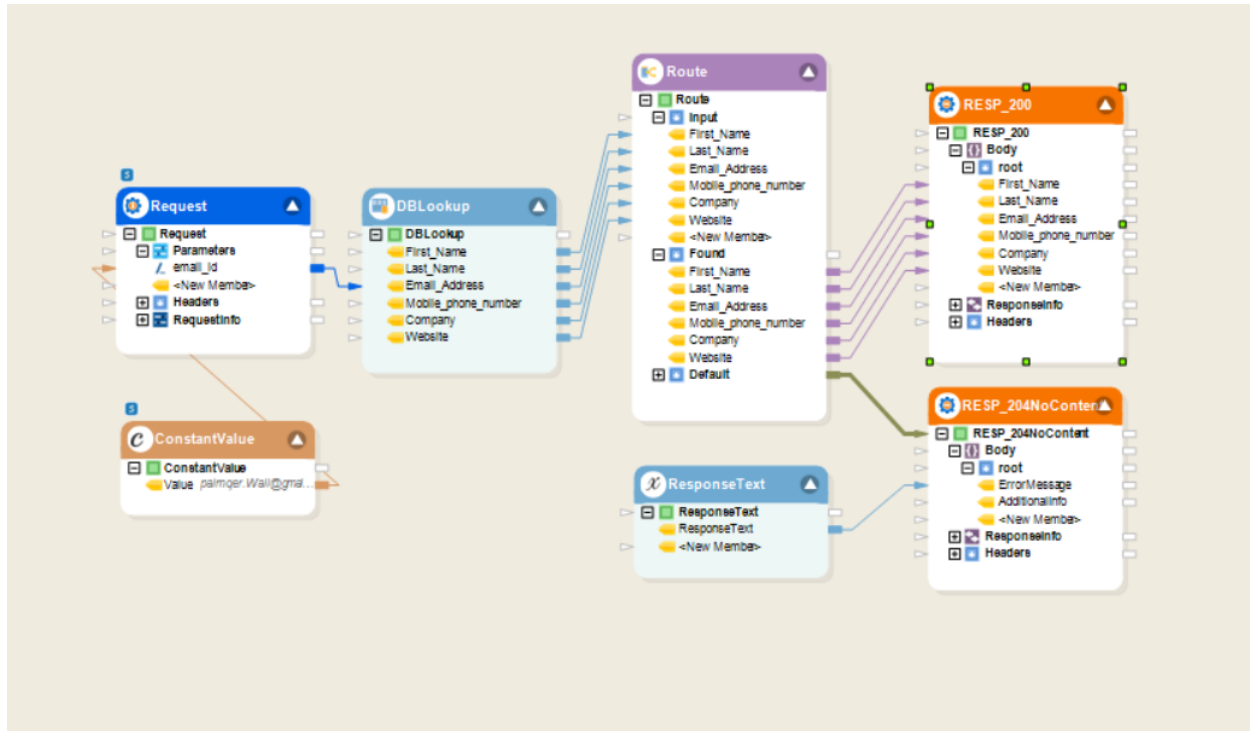 S
Request
Request
Parameters
email_id
<New Member>
Headers
RequestInfo
S
C ConstantValue
ConstantValue
Value palmqer.Wall@gmai...
DBLookup
DBLookup
First_Name
Last_Name
Email_Address
Mobile_phone_number
Company
Website
Route
Route
Input
First_Name
Last_Name
Email_Address
Mobile_phone_number
Company
Website
<New Member>
Found
First_Name
Last_Name
Email_Address
Mobile_phone_number
Company
Website
Default
X ResponseText
ResponseText
ResponseText
<New Member>
RESP_200
RESP_200
{} Body
root
First_Name
Last_Name
Email_Address
Mobile_phone_number
Company
Website
<New Member>
ResponseInfo
Headers
RESP_204NoConten
RESP_204NoContent
{} Body
root
ErrorMessage
AdditionalInfo
<New Member>
ResponseInfo
Headers